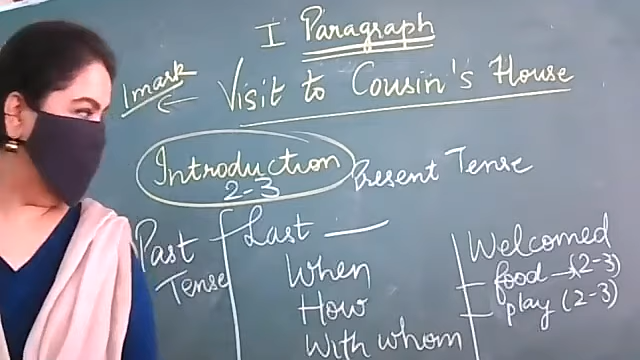 I Paragraph
1mark ← Visit to Cousin's House
Introduction Present Tense
2-3
Past Last —
Tense
When
How
With whom
Welcomed
- food → (2-3)
- play (2-3)